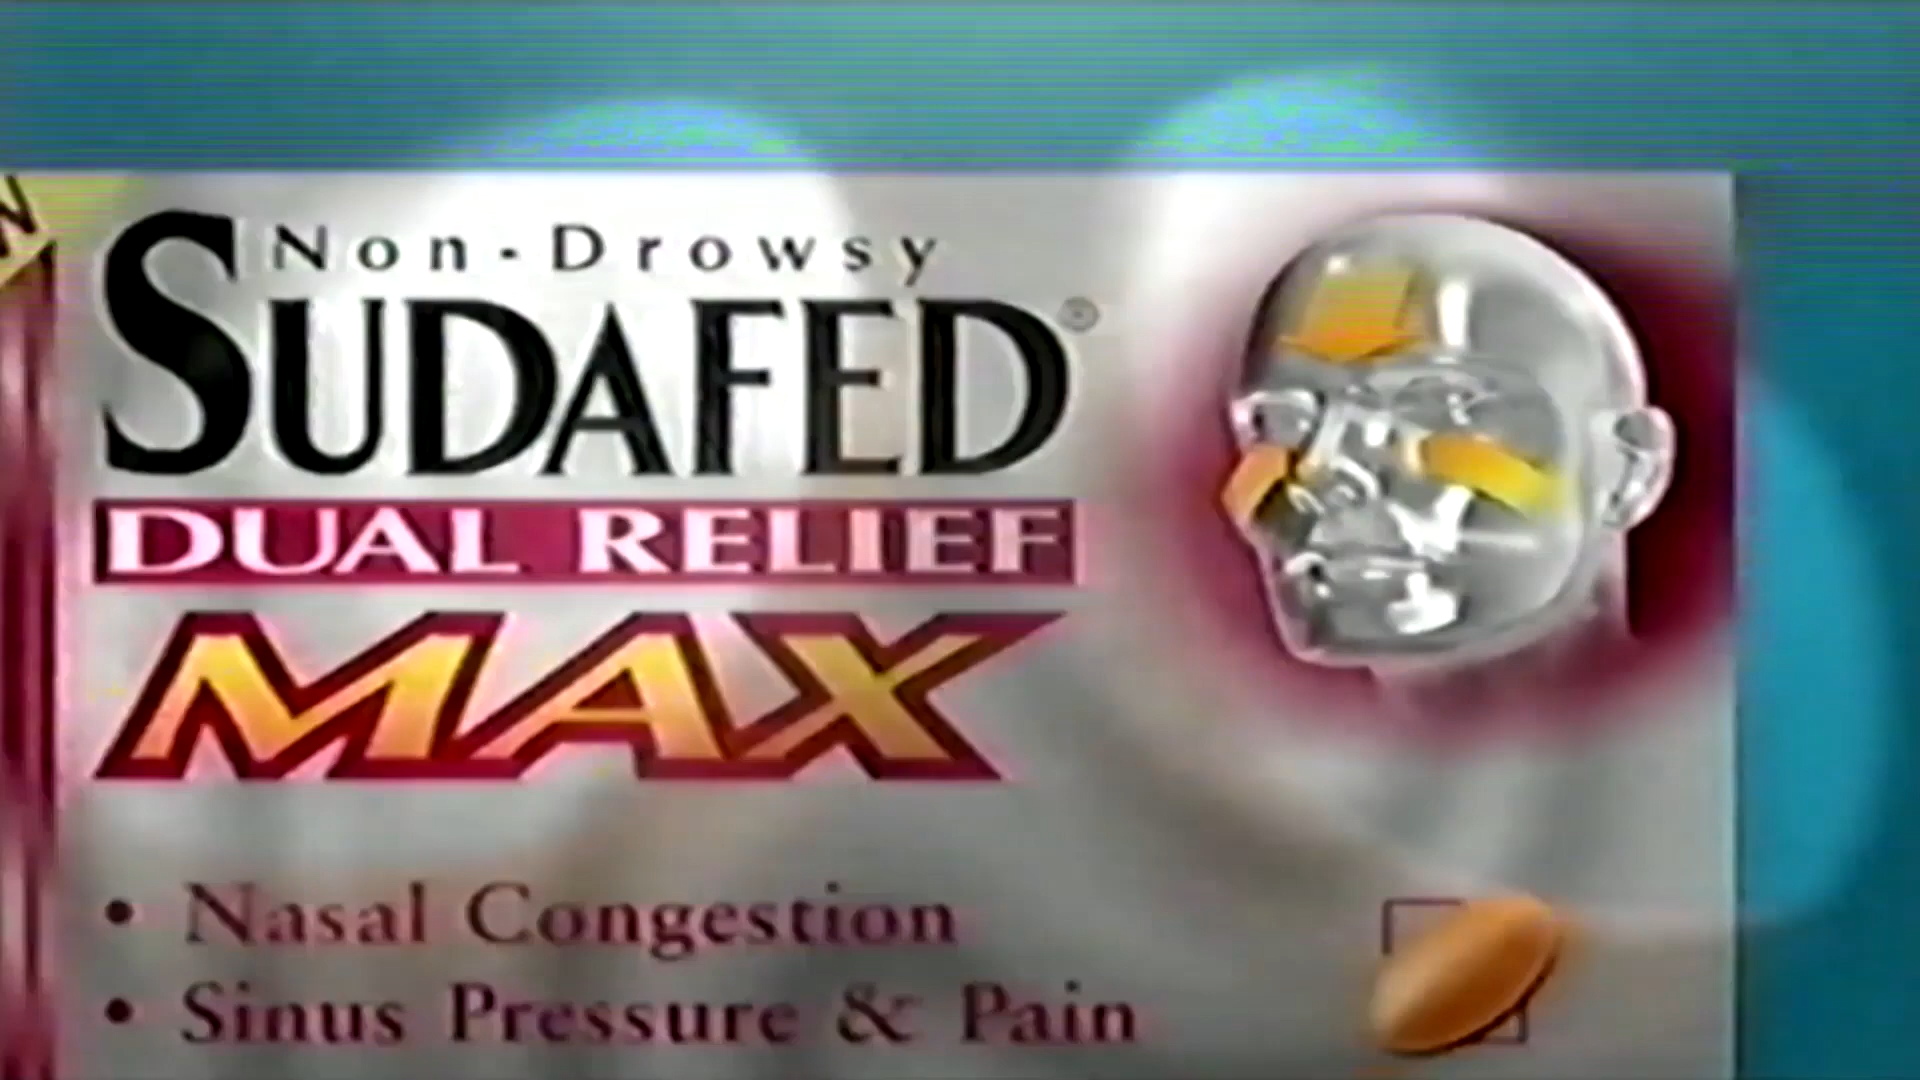 Non-Drowsy
SUDAFED®
DUAL RELIEF
MAX
• Nasal Congestion
• Sinus Pressure & Pain